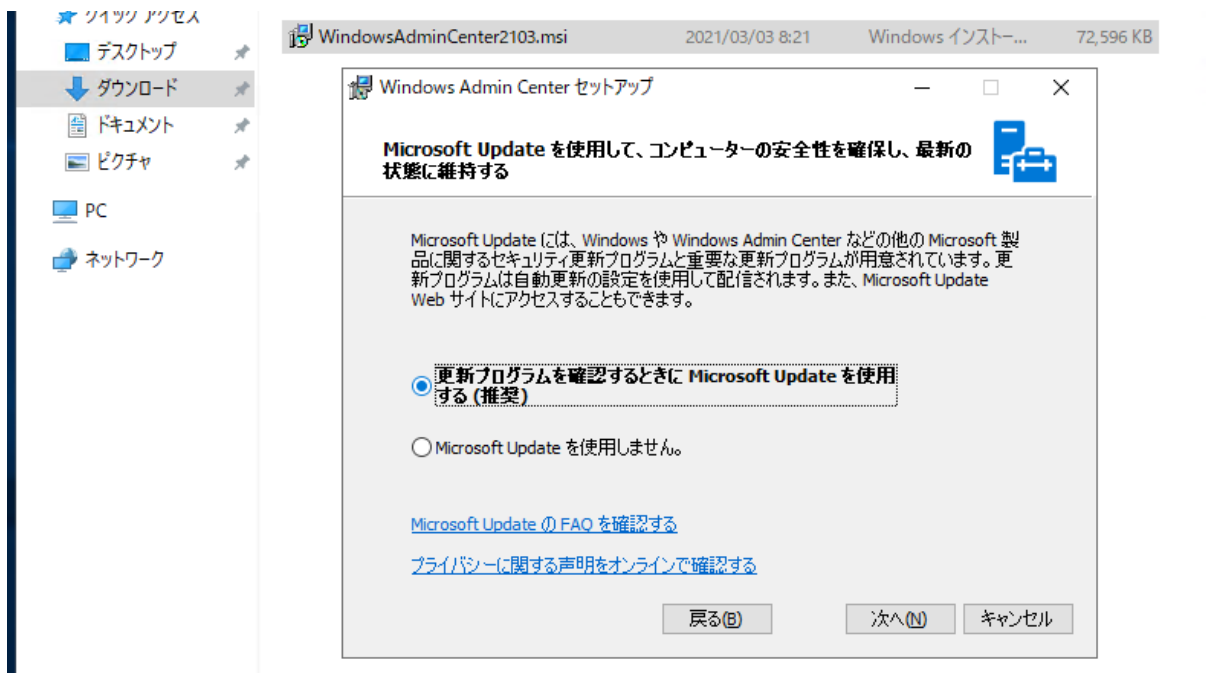 クイック アクセス
デスクトップ
ダウンロード
ドキュメント
ピクチャ
PC
ネットワーク
WindowsAdminCenter2103.msi 2021/03/03 8:21 Windows インストー... 72,596 KB
Windows Admin Center セットアップ
Microsoft Update を使用して、コンピューターの安全性を確保し、最新の
状態に維持する
Microsoft Update には、Windows や Windows Admin Center などの他の Microsoft 製
品に関するセキュリティ更新プログラムと重要な更新プログラムが用意されています。更
新プログラムは自動更新の設定を使用して配信されます。また、Microsoft Update
Web サイトにアクセスすることもできます。
更新プログラムを確認するときに Microsoft Update を使用
する (推奨)
Microsoft Update を使用しません。
Microsoft Update の FAQ を確認する
プライバシーに関する声明をオンラインで確認する
戻る(B) 次へ(N) キャンセル